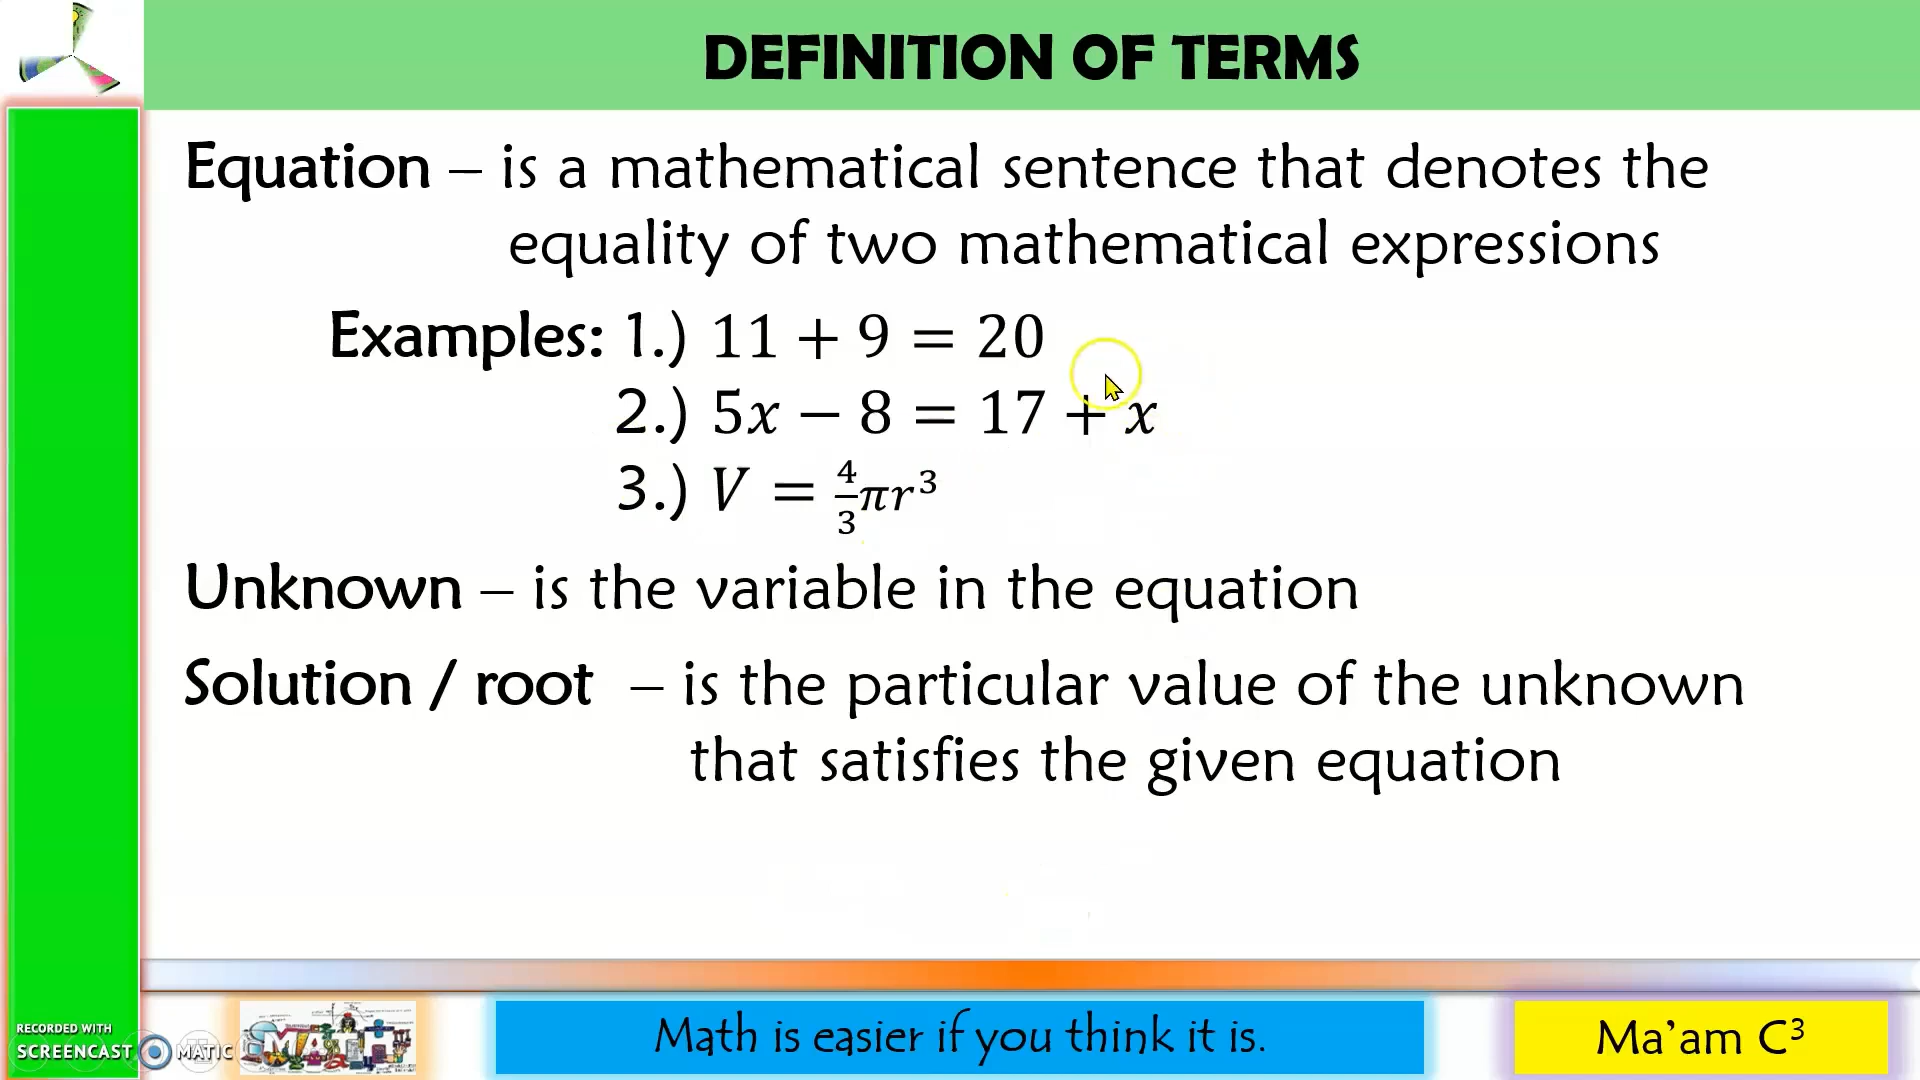 DEFINITION OF TERMS
Equation – is a mathematical sentence that denotes the
equality of two mathematical expressions
Examples: 1.) 11 + 9 = 20
2.) 5x − 8 = 17 + x
3.) V = 4/3 πr³
Unknown – is the variable in the equation
Solution / root – is the particular value of the unknown
that satisfies the given equation
RECORDED WITH
SCREENCAST MATIC
MATH
Math is easier if you think it is.
Ma’am C³